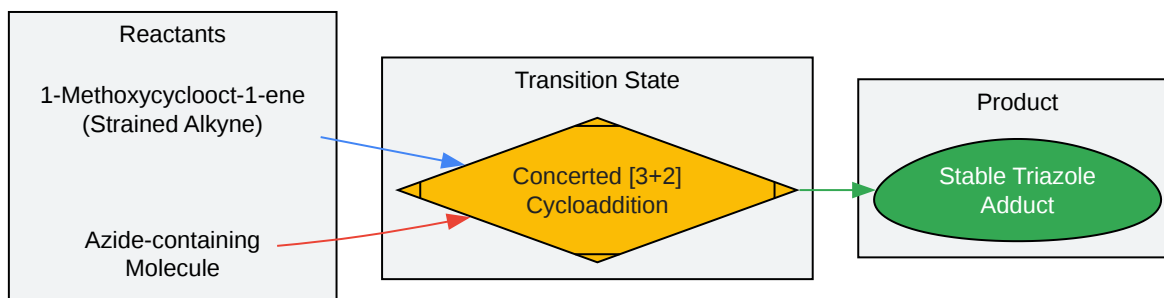 Reactants
1-Methoxycyclooct-1-ene
(Strained Alkyne)
Azide-containing
Molecule
Transition State
Concerted [3+2]
Cycloaddition
Product
Stable Triazole
Adduct